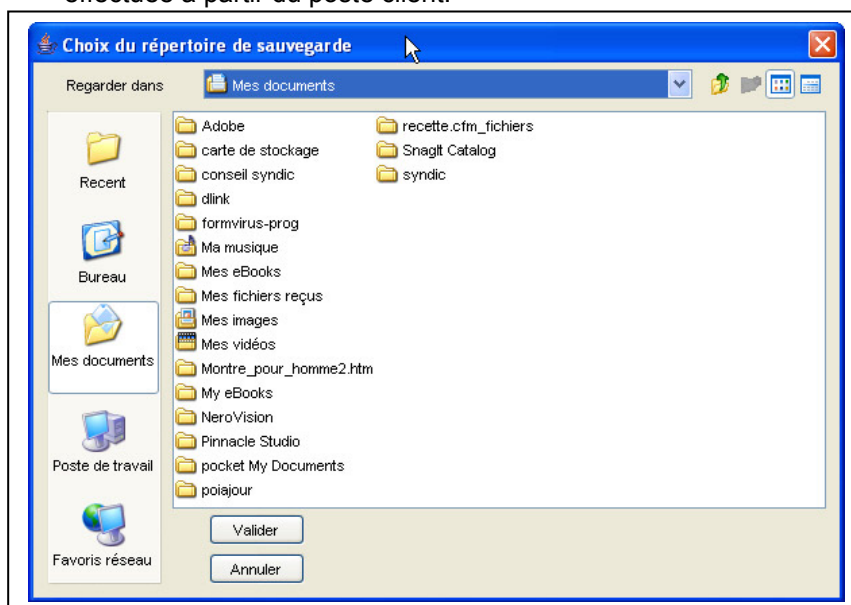 effectuée à partir du poste client.
Choix du répertoire de sauvegarde
Regarder dans
Mes documents
Recent
Bureau
Mes documents
Poste de travail
Favoris réseau
Adobe
carte de stockage
conseil syndic
dlink
formvirus-prog
Ma musique
Mes eBooks
Mes fichiers reçus
Mes images
Mes vidéos
Montre_pour_homme2.htm
My eBooks
NeroVision
Pinnacle Studio
pocket My Documents
poiajour
recette.cfm_fichiers
SnagIt Catalog
syndic
Valider
Annuler